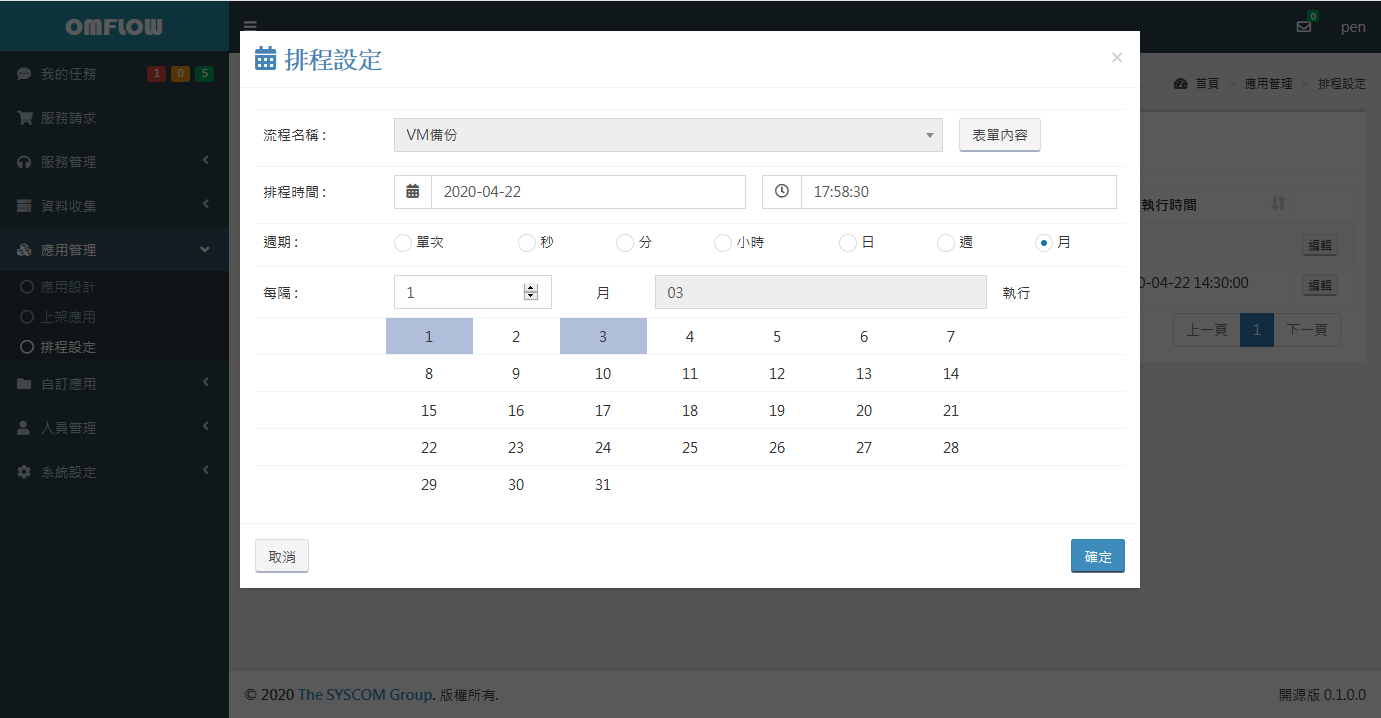 OMFLOW
0
pen
我的任務 1 0 5
服務請求
服務管理
資料收集
應用管理
應用設計
上架應用
排程設定
自訂應用
人員管理
系統設定
首頁 > 應用管理 > 排程設定
排程設定 ×
流程名稱 : VM備份 表單內容
排程時間 : 2020-04-22 17:58:30
週期 : 單次 秒 分 小時 日 週 月
每隔 : 1 月 03 執行
1 2 3 4 5 6 7
8 9 10 11 12 13 14
15 16 17 18 19 20 21
22 23 24 25 26 27 28
29 30 31
取消 確定
執行時間
編輯
0-04-22 14:30:00 編輯
上一頁 1 下一頁
© 2020 The SYSCOM Group. 版權所有.
開源版 0.1.0.0